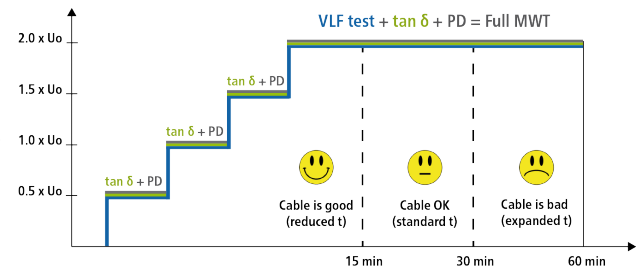 VLF test + tan δ + PD = Full MWT
2.0 x Uo
1.5 x Uo
tan δ + PD
1.0 x Uo
tan δ + PD
0.5 x Uo
tan δ + PD
Cable is good
(reduced t)
Cable OK
(standard t)
Cable is bad
(expanded t)
15 min
30 min
60 min